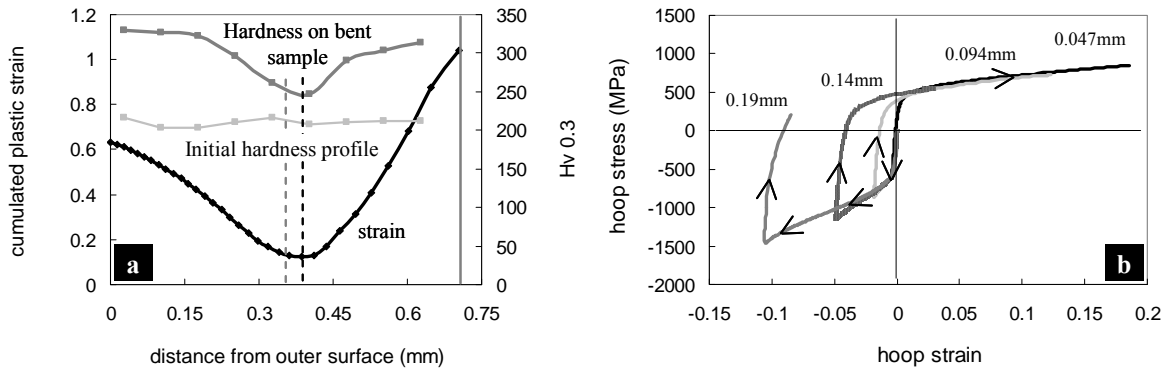 1.2
1
0.8
0.6
0.4
0.2
0
350
300
250
200
150
100
50
0
0
0.15
0.3
0.45
0.6
0.75
cumulated plastic strain
Hv 0.3
distance from outer surface (mm)
Hardness on bent
sample
Initial hardness profile
strain
a
1500
1000
500
0
-500
-1000
-1500
-2000
-0.15
-0.1
-0.05
0
0.05
0.1
0.15
0.2
hoop stress (MPa)
hoop strain
0.047mm
0.094mm
0.14mm
0.19mm
b